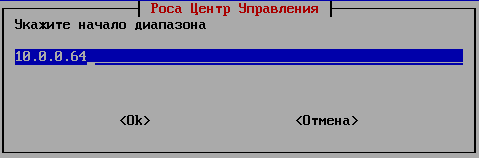 Роса Центр Управления
Укажите начало диапазона
10.0.0.64
<Ok> <Отмена>